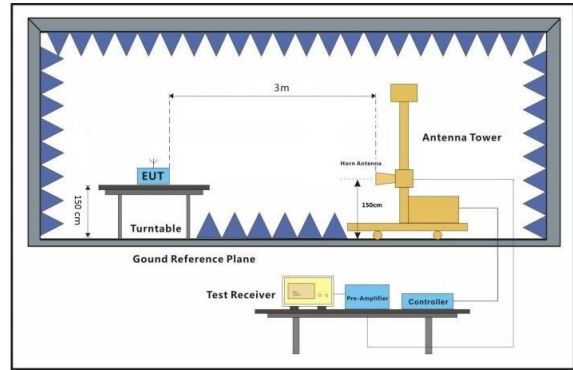 3m
Antenna Tower
Horn Antenna
EUT
150 cm
150cm
Turntable
Gound Reference Plane
Test Receiver
Pre-Amplifier
Controller